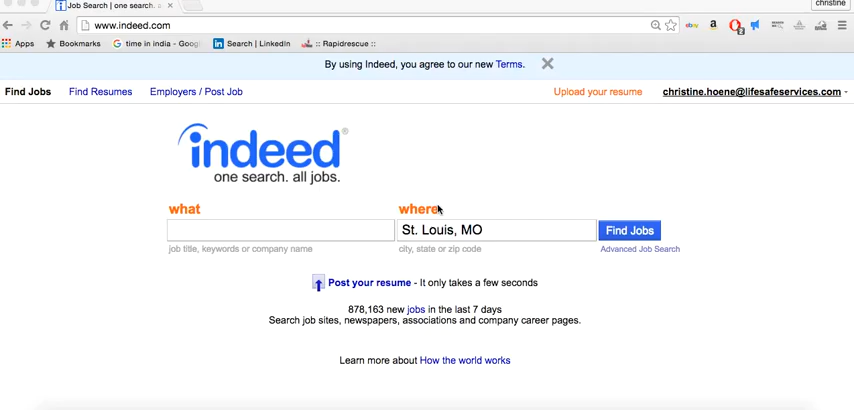 christine
Job Search | one search. a
www.indeed.com
Apps Bookmarks time in india - Goog Search | LinkedIn :: Rapidrescue ::
By using Indeed, you agree to our new Terms.
Find Jobs Find Resumes Employers / Post Job Upload your resume christine.hoene@lifesafeservices.com
indeed®
one search. all jobs.
what where
St. Louis, MO Find Jobs
job title, keywords or company name city, state or zip code Advanced Job Search
Post your resume - It only takes a few seconds
878,163 new jobs in the last 7 days
Search job sites, newspapers, associations and company career pages.
Learn more about How the world works